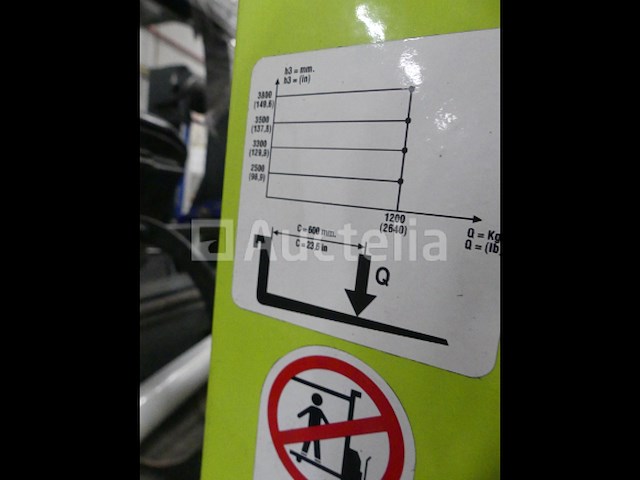 h3 = mm.
h3 = (in)
3800
(149,6)
3500
(137,8)
3300
(129,9)
2500
(98,8)
1200
(2640)
Q = Kg
Q = (lb
C = 600 mm.
C = 23,6 in
Auctelia
Q